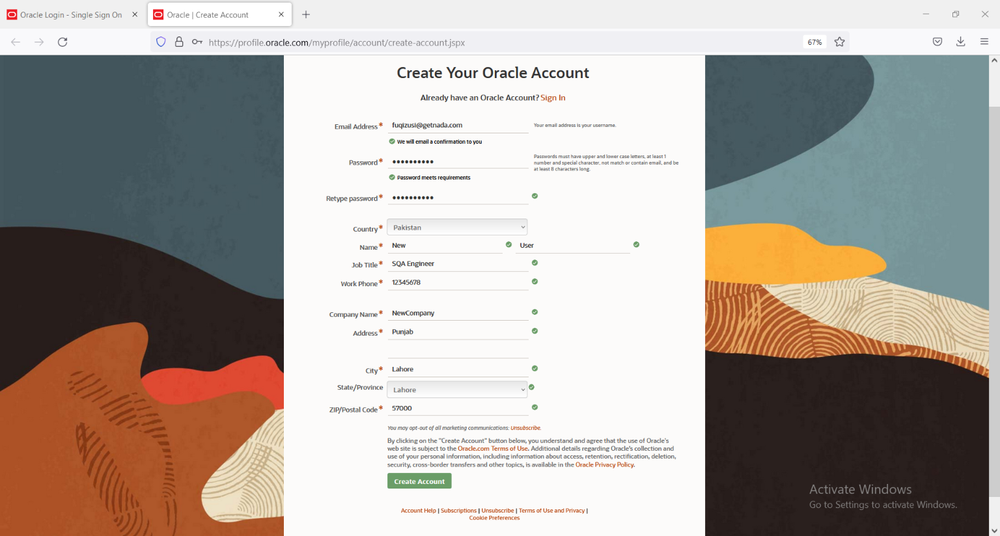 Oracle Login - Single Sign On
Oracle | Create Account
https://profile.oracle.com/myprofile/account/create-account.jspx
67%
Create Your Oracle Account
Already have an Oracle Account? Sign In
Email Address* fuqizusi@getnada.com Your email address is your username.
We will email a confirmation to you
Password* ●●●●●●●●●● Passwords must have upper and lower case letters, at least 1
number and special character, not match or contain email, and be
at least 8 characters long.
Password meets requirements
Retype password* ●●●●●●●●●●
Country* Pakistan
Name* New User
Job Title* SQA Engineer
Work Phone* 12345678
Company Name* NewCompany
Address* Punjab
City* Lahore
State/Province Lahore
ZIP/Postal Code* 57000
You may opt-out of all marketing communications: Unsubscribe.
By clicking on the "Create Account" button below, you understand and agree that the use of Oracle's
web site is subject to the Oracle.com Terms of Use. Additional details regarding Oracle's collection and
use of your personal information, including information about access, retention, rectification, deletion,
security, cross-border transfers and other topics, is available in the Oracle Privacy Policy.
Create Account
Account Help | Subscriptions | Unsubscribe | Terms of Use and Privacy |
Cookie Preferences
Activate Windows
Go to Settings to activate Windows.